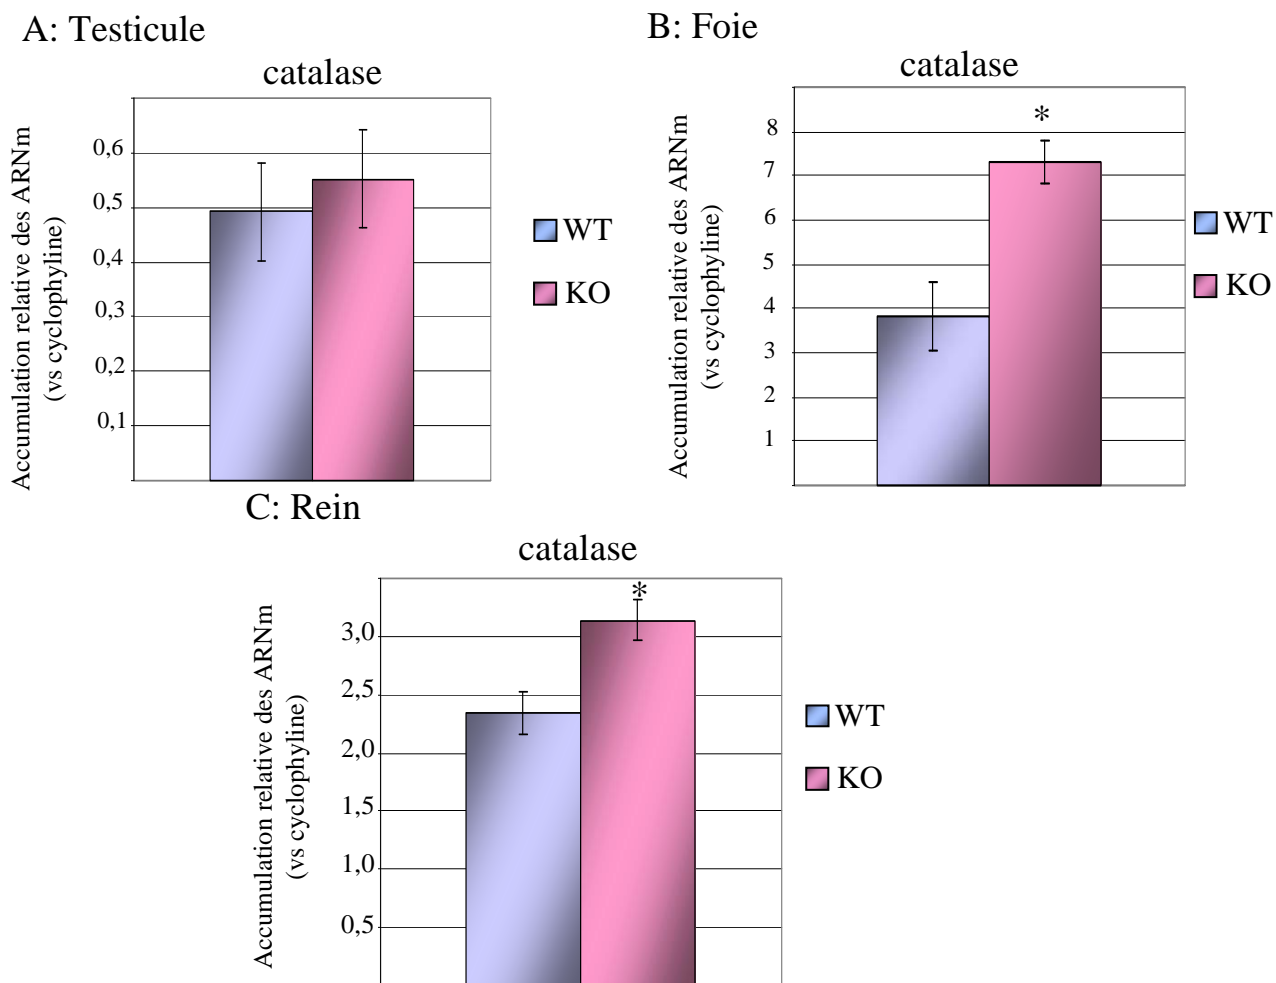 A: Testicule
catalase
Accumulation relative des ARNm
(vs cyclophyline)
0,6
0,5
0,4
0,3
0,2
0,1
WT
KO
B: Foie
catalase
Accumulation relative des ARNm
(vs cyclophyline)
*
8
7
6
5
4
3
2
1
WT
KO
C: Rein
catalase
Accumulation relative des ARNm
(vs cyclophyline)
*
3,0
2,5
2,0
1,5
1,0
0,5
WT
KO